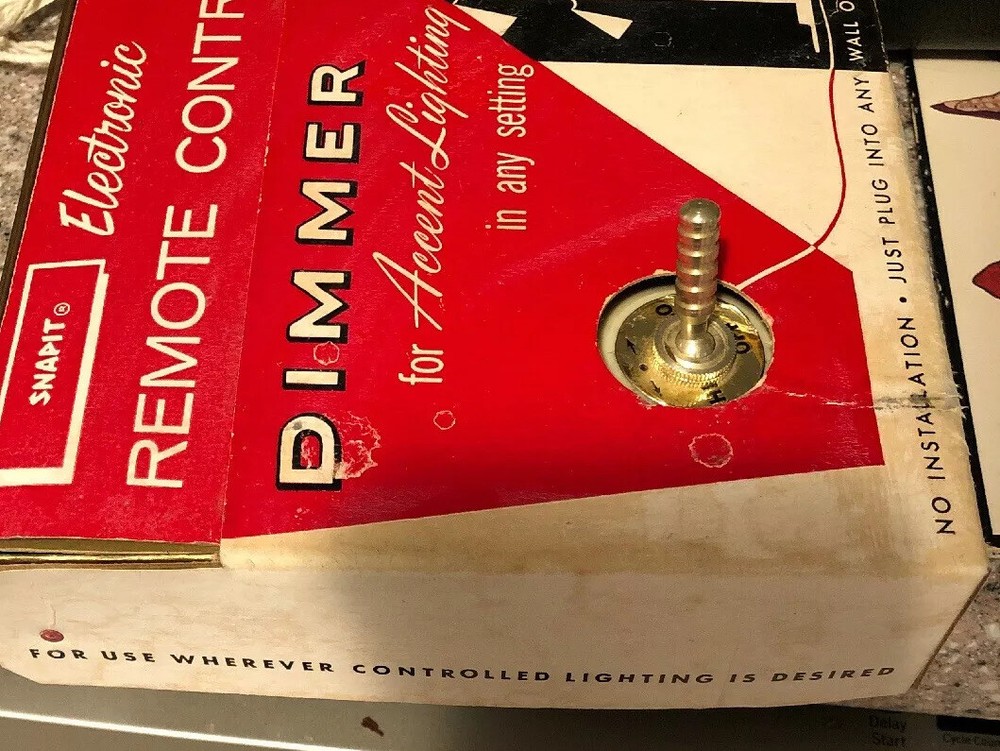 SNAPIT®
Electronic
REMOTE CONTR
DIMMER
for Accent Lighting
in any setting
OFF
HI
NO INSTALLATION • JUST PLUG INTO ANY WALL O
FOR USE WHEREVER CONTROLLED LIGHTING IS DESIRED
Delay
Start